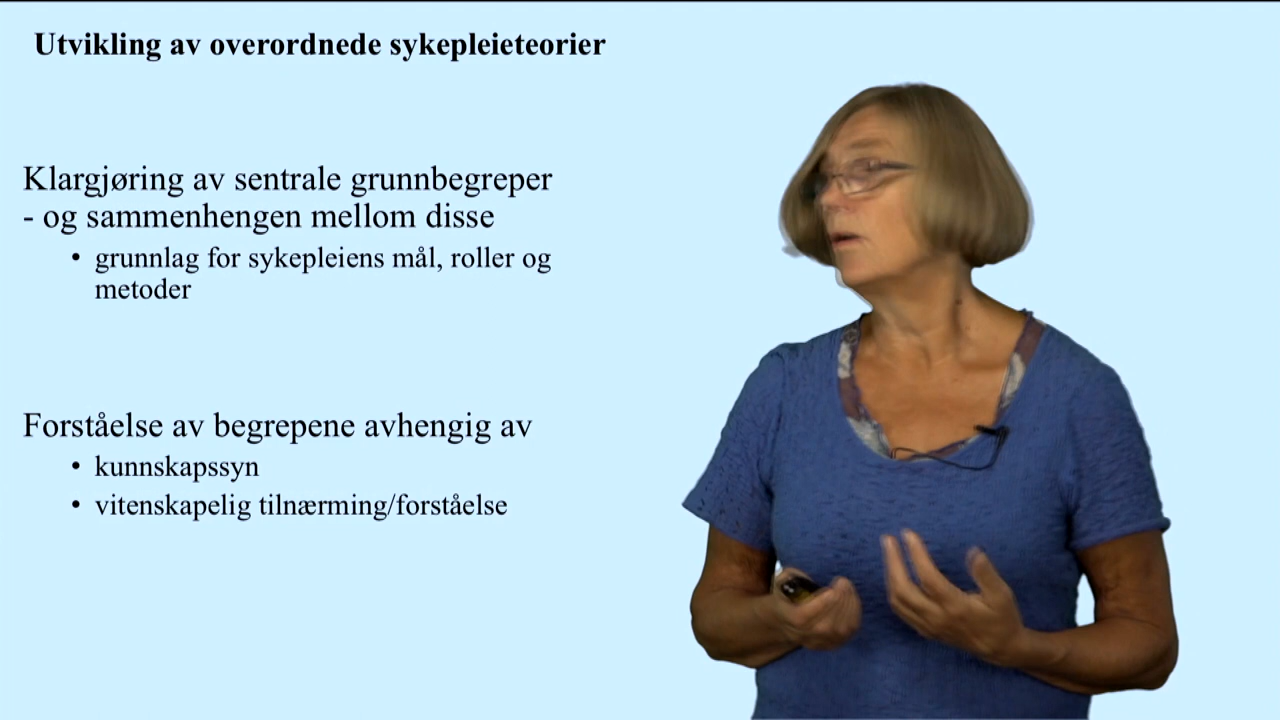 Utvikling av overordnede sykepleieteorier
Klargjøring av sentrale grunnbegreper
- og sammenhengen mellom disse
• grunnlag for sykepleiens mål, roller og
metoder
Forståelse av begrepene avhengig av
• kunnskapssyn
• vitenskapelig tilnærming/forståelse